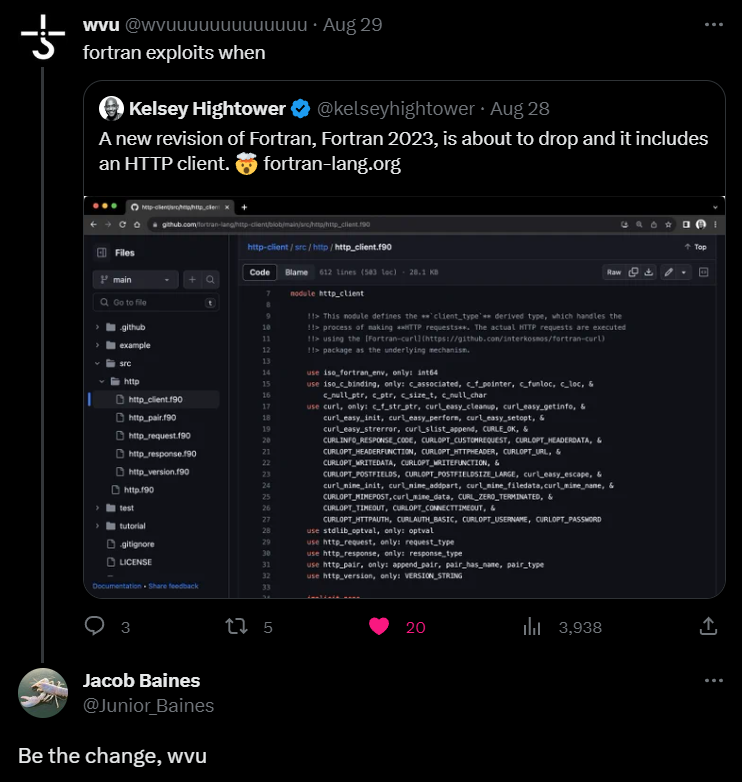 wvu @wvuuuuuuuuuuuuu · Aug 29
fortran exploits when
Kelsey Hightower @kelseyhightower · Aug 28
A new revision of Fortran, Fortran 2023, is about to drop and it includes
an HTTP client. 🤯 fortran-lang.org
http-client/src/http/http_clien
github.com/fortran-lang/http-client/blob/main/src/http/http_client.f90
Files
main
Go to file
t
.github
example
src
http
http_client.f90
http_pair.f90
http_request.f90
http_response.f90
http_version.f90
http.f90
test
tutorial
.gitignore
LICENSE
Documentation • Share feedback
http-client / src / http / http_client.f90
Top
Code Blame 612 lines (503 loc) · 28.1 KB Raw
7 module http_client
8
9 !!> This module defines the **`client_type`** derived type, which handles the
10 !!> process of making **HTTP requests**. The actual HTTP requests are executed
11 !!> using the [Fortran-curl](https://github.com/interkosmos/fortran-curl)
12 !!> package as the underlying mechanism.
13
14 use iso_fortran_env, only: int64
15 use iso_c_binding, only: c_associated, c_f_pointer, c_funloc, c_loc, &
16 c_null_ptr, c_ptr, c_size_t, c_null_char
17 use curl, only: c_f_str_ptr, curl_easy_cleanup, curl_easy_getinfo, &
18 curl_easy_init, curl_easy_perform, curl_easy_setopt, &
19 curl_easy_strerror, curl_slist_append, CURLE_OK, &
20 CURLINFO_RESPONSE_CODE, CURLOPT_CUSTOMREQUEST, CURLOPT_HEADERDATA, &
21 CURLOPT_HEADERFUNCTION, CURLOPT_HTTPHEADER, CURLOPT_URL, &
22 CURLOPT_WRITEDATA, CURLOPT_WRITEFUNCTION, &
23 CURLOPT_POSTFIELDS, CURLOPT_POSTFIELDSIZE_LARGE, curl_easy_escape, &
24 curl_mime_init, curl_mime_addpart, curl_mime_filedata,curl_mime_name, &
25 CURLOPT_MIMEPOST,curl_mime_data, CURL_ZERO_TERMINATED, &
26 CURLOPT_TIMEOUT, CURLOPT_CONNECTTIMEOUT, &
27 CURLOPT_HTTPAUTH, CURLAUTH_BASIC, CURLOPT_USERNAME, CURLOPT_PASSWORD
28 use stdlib_optval, only: optval
29 use http_request, only: request_type
30 use http_response, only: response_type
31 use http_pair, only: append_pair, pair_has_name, pair_type
32 use http_version, only: VERSION_STRING
33
34 implicit none
3 5 20 3,938
Jacob Baines
@Junior_Baines
Be the change, wvu